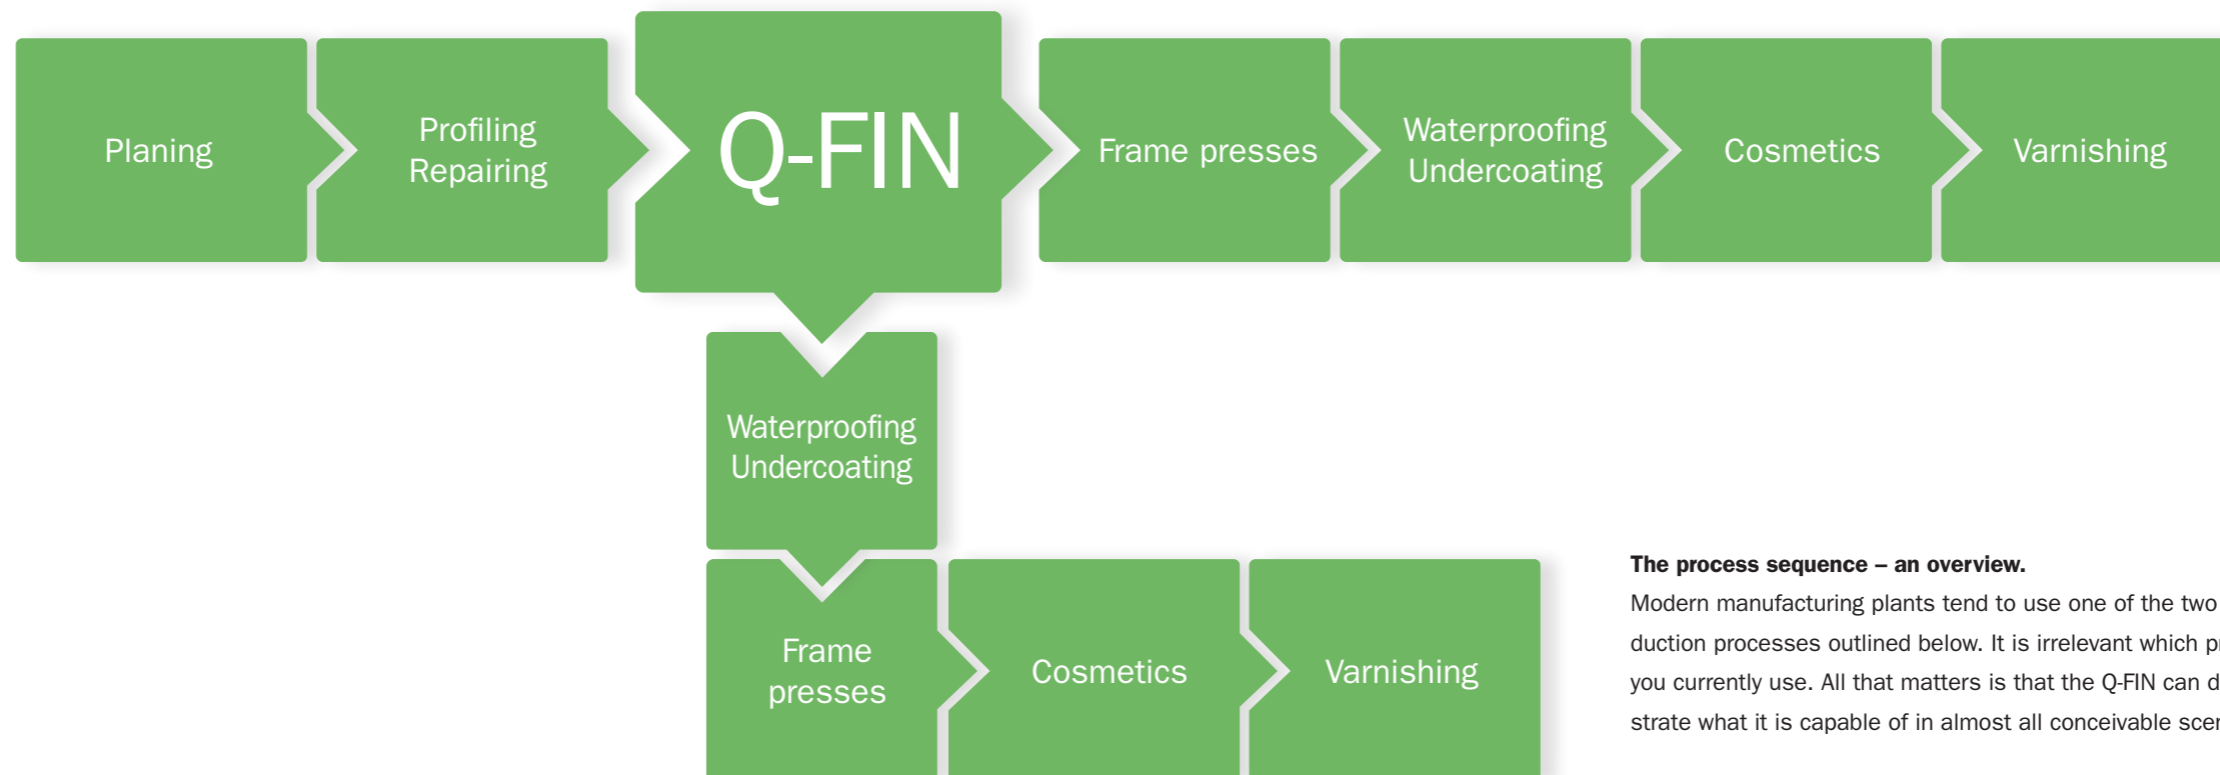 Planing
Profiling
Repairing
Q-FIN
Frame presses
Waterproofing
Undercoating
Cosmetics
Varnishing
Waterproofing
Undercoating
Frame
presses
Cosmetics
Varnishing
The process sequence – an overview.
Modern manufacturing plants tend to use one of the two
duction processes outlined below. It is irrelevant which
you currently use. All that matters is that the Q-FIN can
strate what it is capable of in almost all conceivable